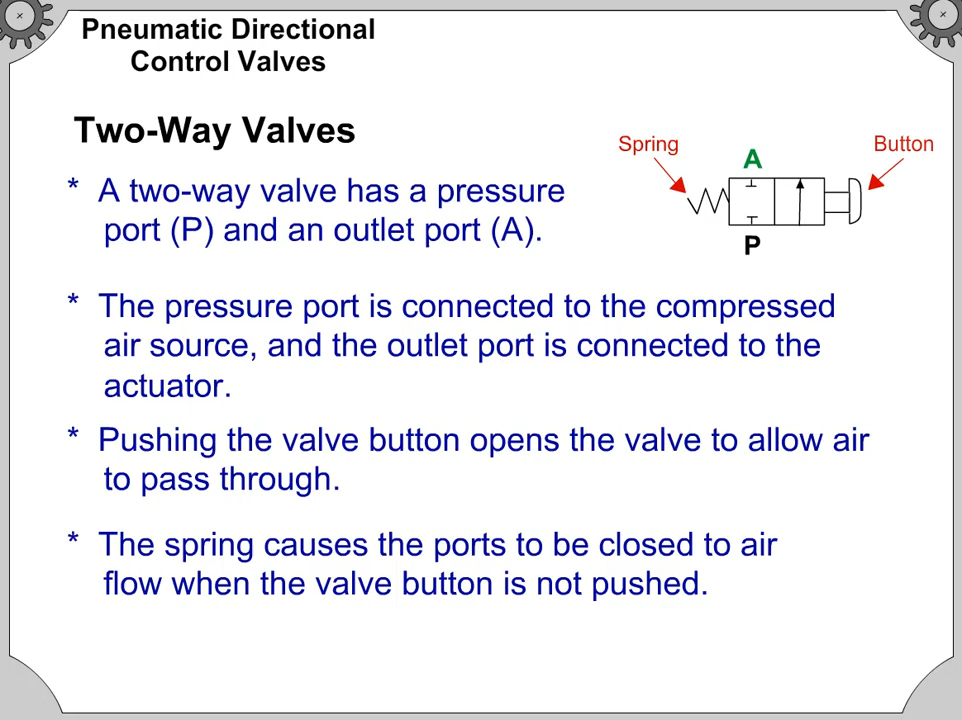 Pneumatic Directional
Control Valves
Two-Way Valves
Spring
Button
A
P
* A two-way valve has a pressure
port (P) and an outlet port (A).
* The pressure port is connected to the compressed
air source, and the outlet port is connected to the
actuator.
* Pushing the valve button opens the valve to allow air
to pass through.
* The spring causes the ports to be closed to air
flow when the valve button is not pushed.